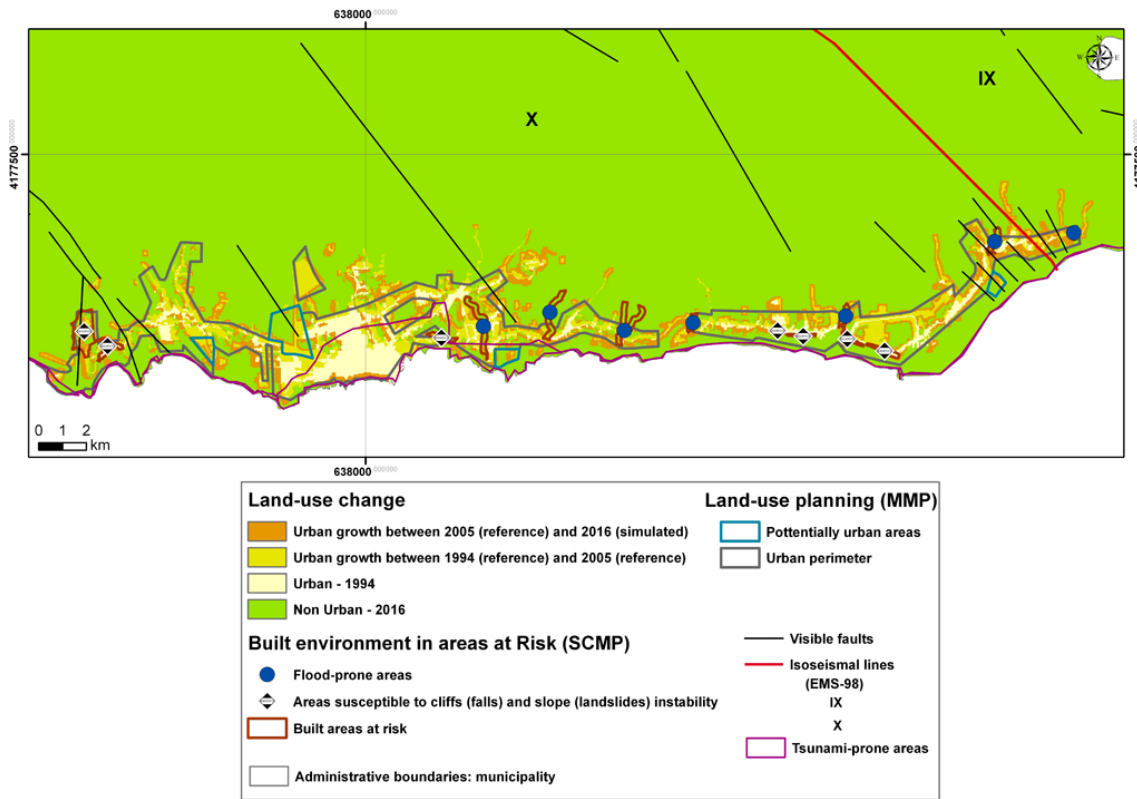 638000
000000
N
W E
S
IX
X
4177500
000000
4177500
0 1 2
km
638000
000000
Land-use change
Urban growth between 2005 (reference) and 2016 (simulated)
Urban growth between 1994 (reference) and 2005 (reference)
Urban - 1994
Non Urban - 2016
Built environment in areas at Risk (SCMP)
Flood-prone areas
Areas susceptible to cliffs (falls) and slope (landslides) instability
Built areas at risk
Administrative boundaries: municipality
Land-use planning (MMP)
Pottentially urban areas
Urban perimeter
Visible faults
Isoseismal lines
(EMS-98)
IX
X
Tsunami-prone areas